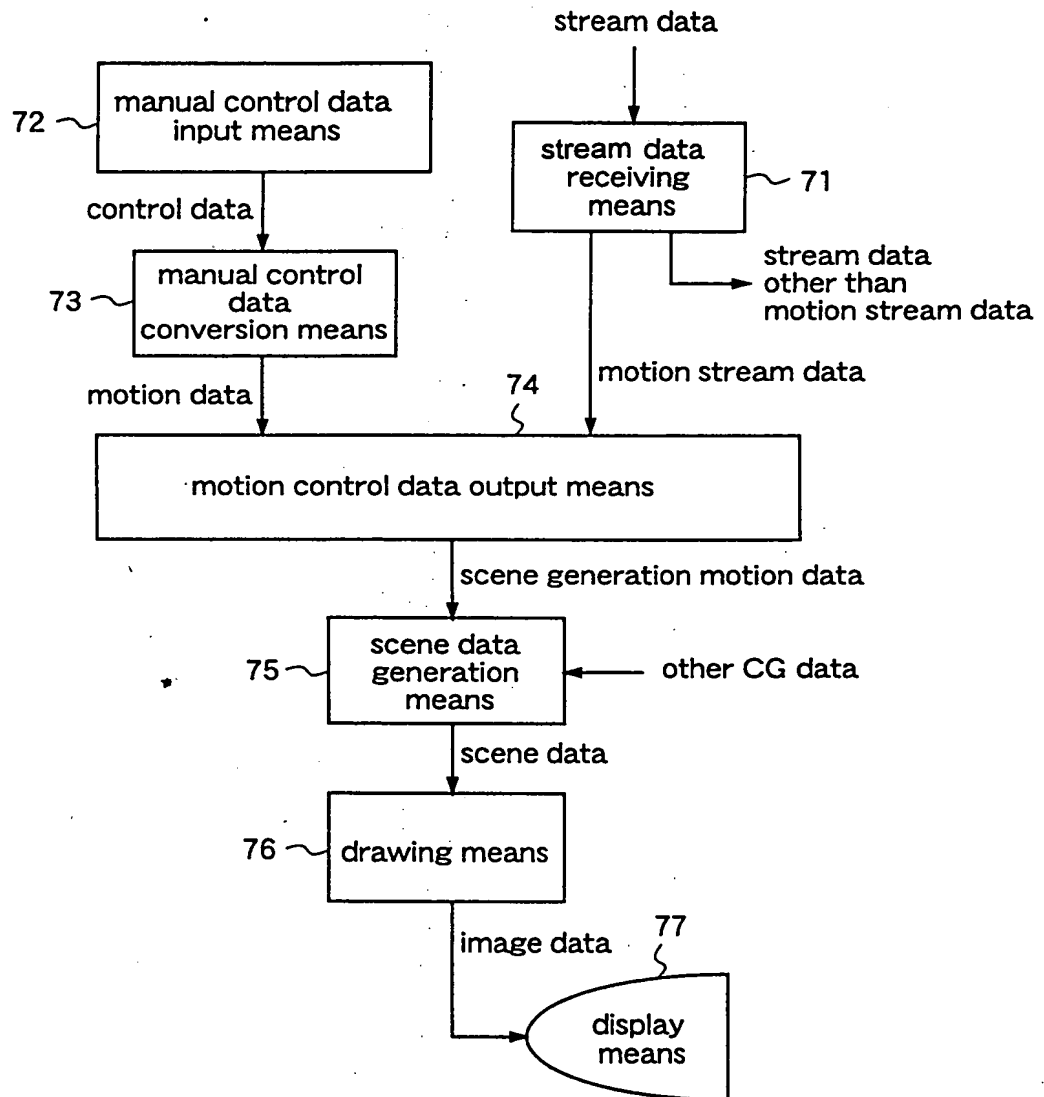 stream data
72
manual control data
input means
stream data
receiving
means
71
control data
73
manual control
data
conversion means
stream data
other than
motion stream data
motion data
74
motion stream data
motion control data output means
scene generation motion data
75
scene data
generation
means
other CG data
scene data
76
drawing means
image data
77
display
means